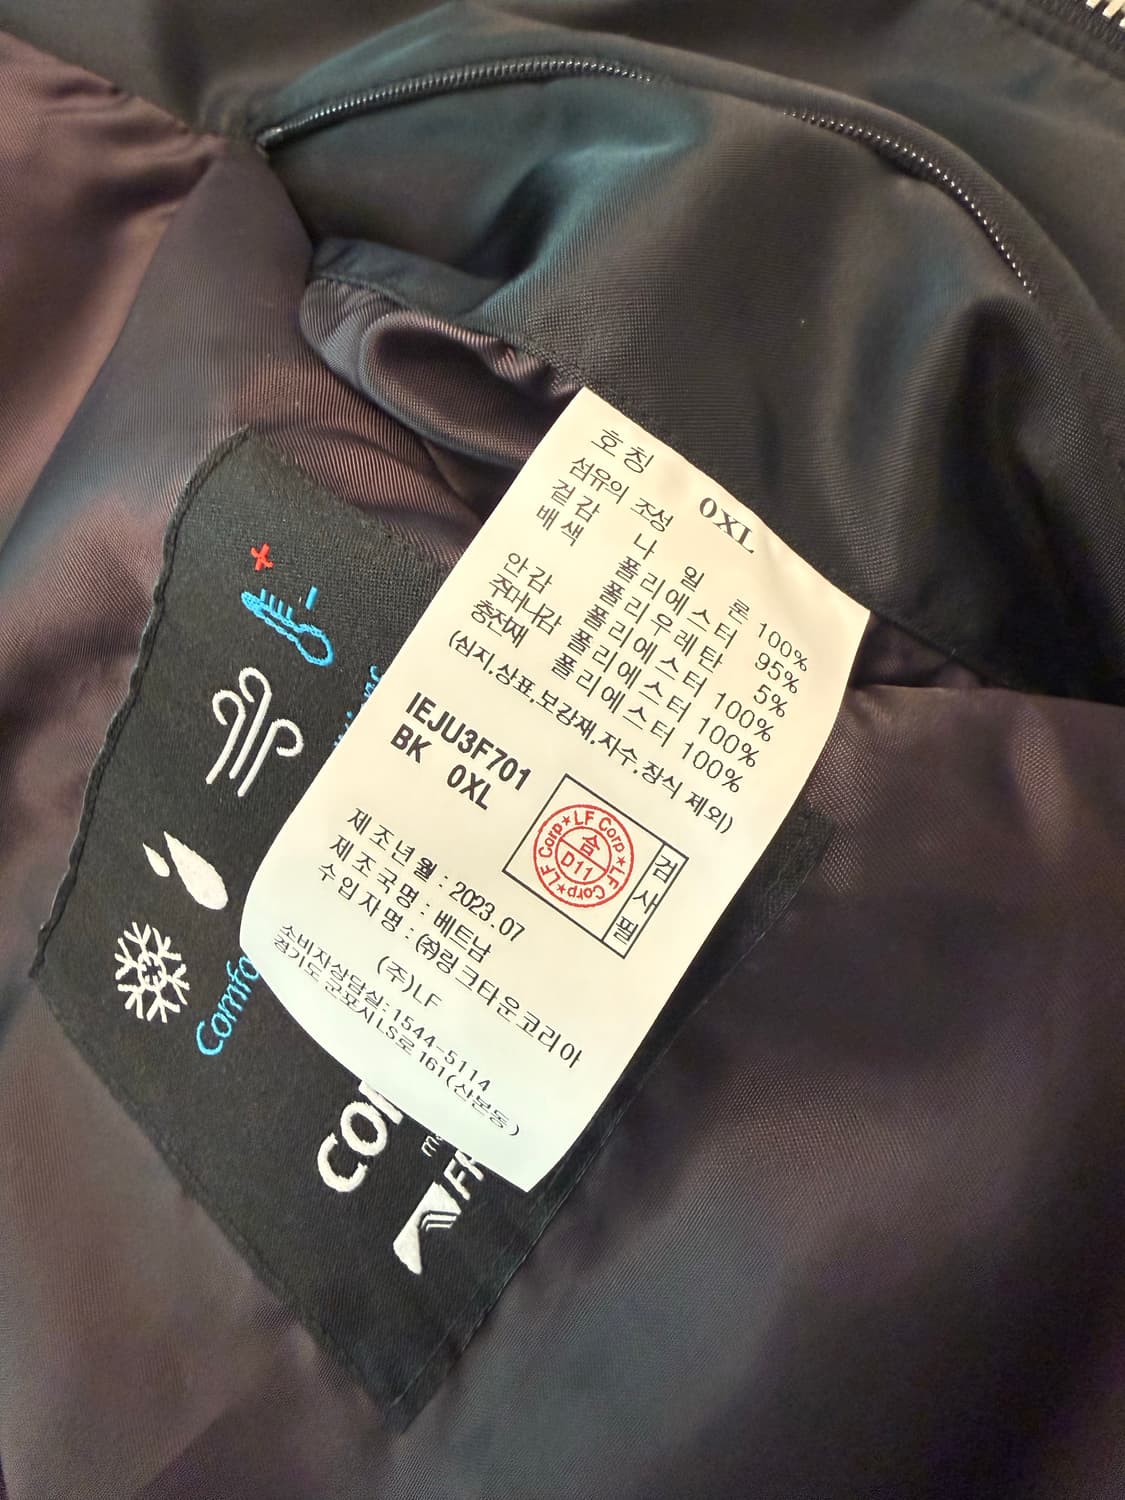 호칭 0XL
섬유의 조성
겉감 나 일 론 100%
배색 폴리에스터 95%
폴리우레탄 5%
안감 폴리에스터 100%
주머니감 폴리에스터 100%
충전재 폴리에스터 100%
(심지,상표,보강재,자수,장식 제외)
IEJU3F701
BK 0XL
LF Corp★LF Corp★LF Corp★
합
D11
검사필
제조년월 : 2023.07
제조국명 : 베트남
수입자명 : ㈜링크타운코리아
(주)LF
소비자상담실:1544-5114
경기도 군포시 LS로 161(산본동)